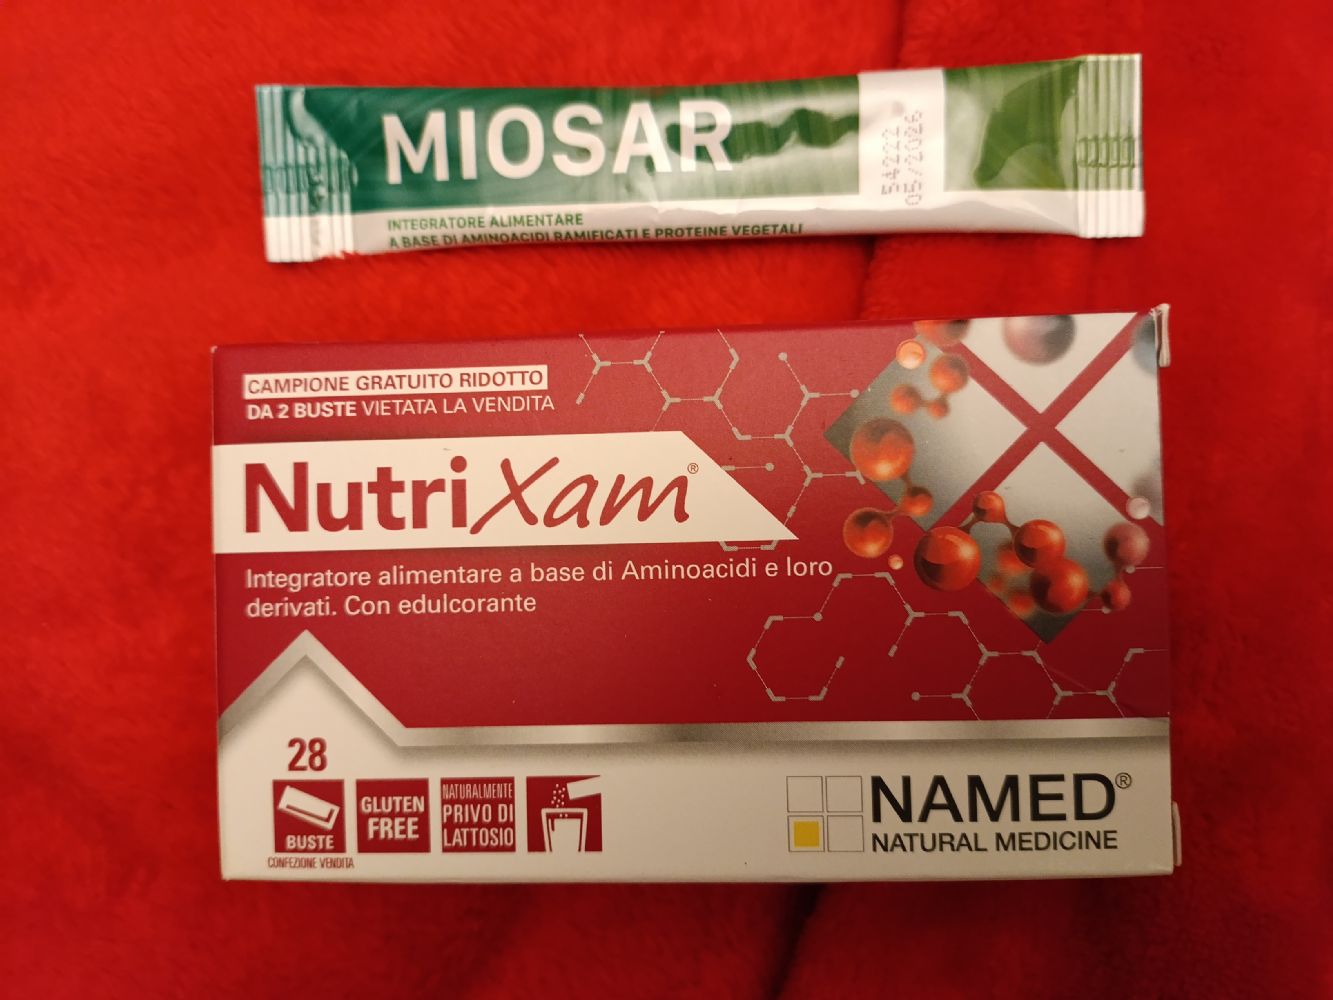 MIOSAR
54222
05/2026
INTEGRATORE ALIMENTARE
A BASE DI AMINOACIDI RAMIFICATI E PROTEINE VEGETALI
CAMPIONE GRATUITO RIDOTTO
DA 2 BUSTE VIETATA LA VENDITA
NutriXam®
Integratore alimentare a base di Aminoacidi e loro
derivati. Con edulcorante
28
BUSTE
CONFEZIONE VENDITA
GLUTEN
FREE
NATURALMENTE
PRIVO DI
LATTOSIO
NAMED®
NATURAL MEDICINE